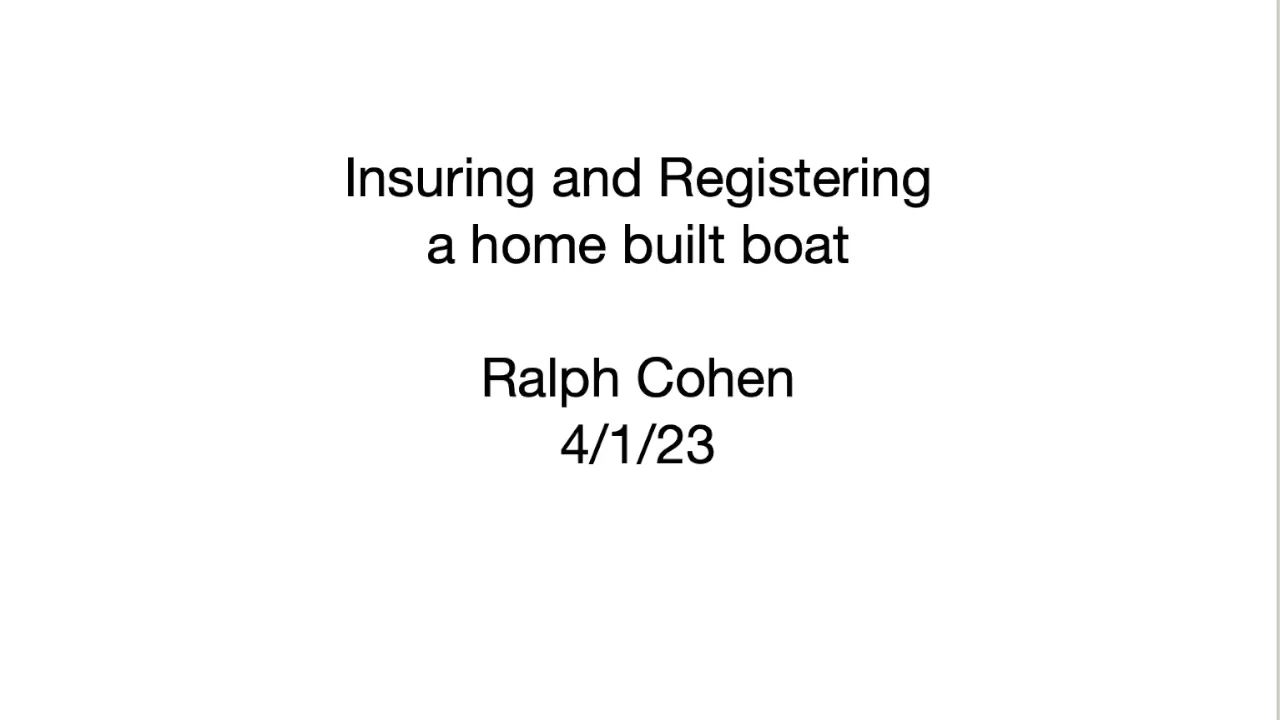 Insuring and Registering
a home built boat
Ralph Cohen
4/1/23